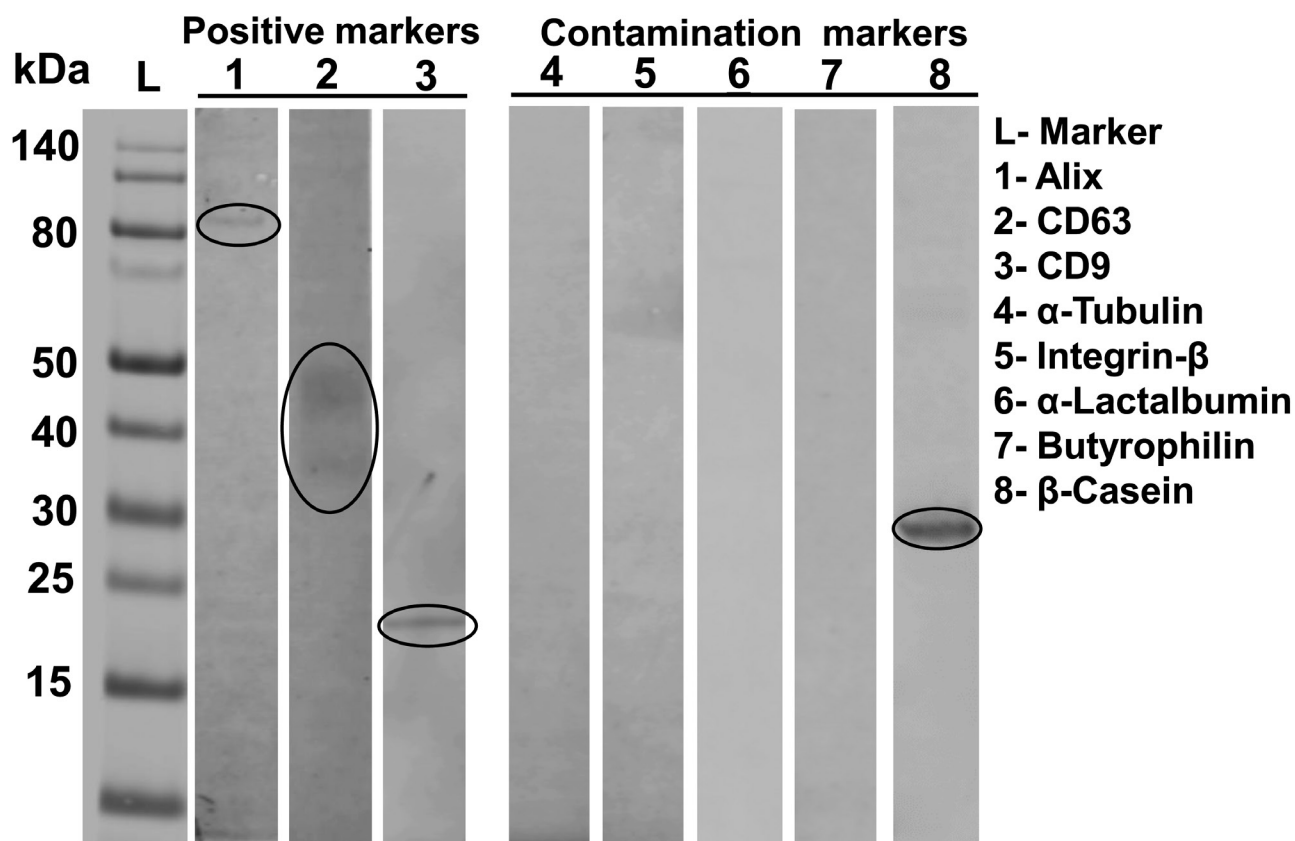 Positive markers
Contamination markers
kDa L 1 2 3 4 5 6 7 8
140
80
50
40
30
25
15
L- Marker
1- Alix
2- CD63
3- CD9
4- α-Tubulin
5- Integrin-β
6- α-Lactalbumin
7- Butyrophilin
8- β-Casein